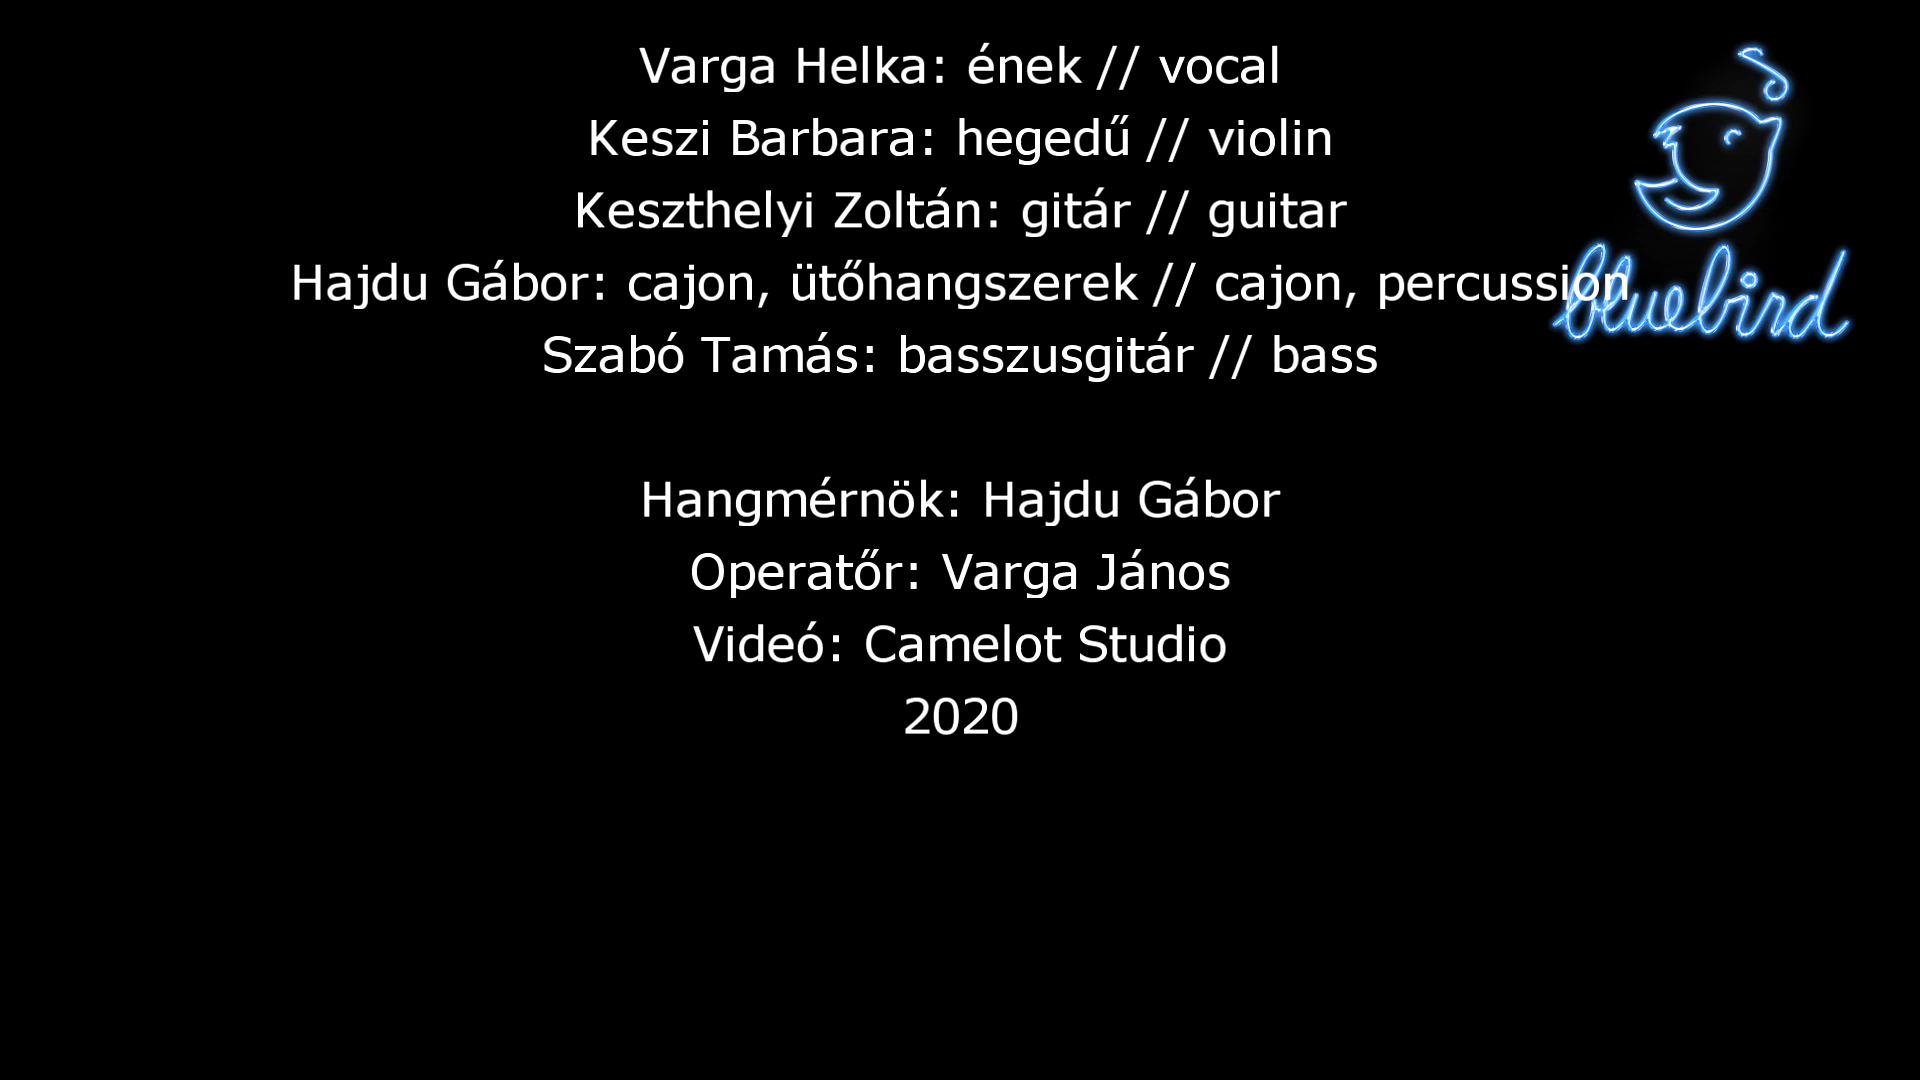 Varga Helka: ének // vocal
Keszi Barbara: hegedű // violin
Keszthelyi Zoltán: gitár // guitar
Hajdu Gábor: cajon, ütőhangszerek // cajon, percussion
Szabó Tamás: basszusgitár // bass
bluebird
Hangmérnök: Hajdu Gábor
Operatőr: Varga János
Videó: Camelot Studio
2020